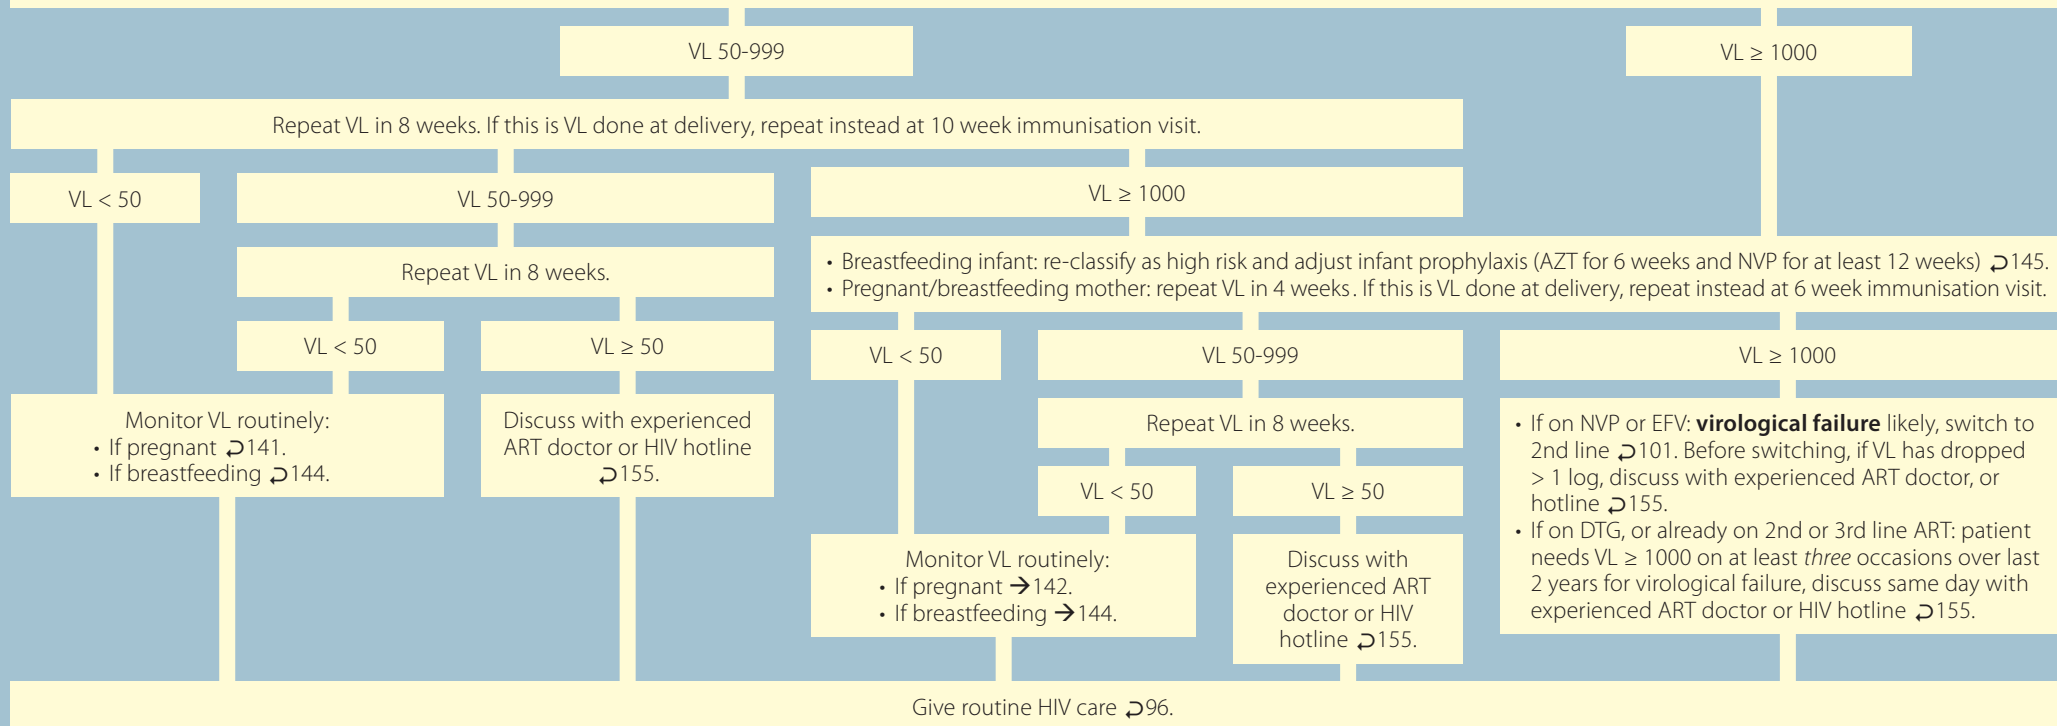 VL 50-999
VL ≥ 1000
Repeat VL in 8 weeks. If this is VL done at delivery, repeat instead at 10 week immunisation visit.
VL < 50
VL 50-999
VL ≥ 1000
Repeat VL in 8 weeks.
• Breastfeeding infant: re-classify as high risk and adjust infant prophylaxis (AZT for 6 weeks and NVP for at least 12 weeks) ⮌145.
• Pregnant/breastfeeding mother: repeat VL in 4 weeks. If this is VL done at delivery, repeat instead at 6 week immunisation visit.
VL < 50
VL ≥ 50
VL < 50
VL 50-999
VL ≥ 1000
Monitor VL routinely:
• If pregnant ⮌141.
• If breastfeeding ⮌144.
Discuss with experienced
ART doctor or HIV hotline
⮌155.
Repeat VL in 8 weeks.
VL < 50
VL ≥ 50
Monitor VL routinely:
• If pregnant →142.
• If breastfeeding →144.
Discuss with
experienced ART
doctor or HIV
hotline ⮌155.
• If on NVP or EFV: virological failure likely, switch to
2nd line ⮌101. Before switching, if VL has dropped
> 1 log, discuss with experienced ART doctor, or
hotline ⮌155.
• If on DTG, or already on 2nd or 3rd line ART: patient
needs VL ≥ 1000 on at least three occasions over last
2 years for virological failure, discuss same day with
experienced ART doctor or HIV hotline ⮌155.
Give routine HIV care ⮌96.